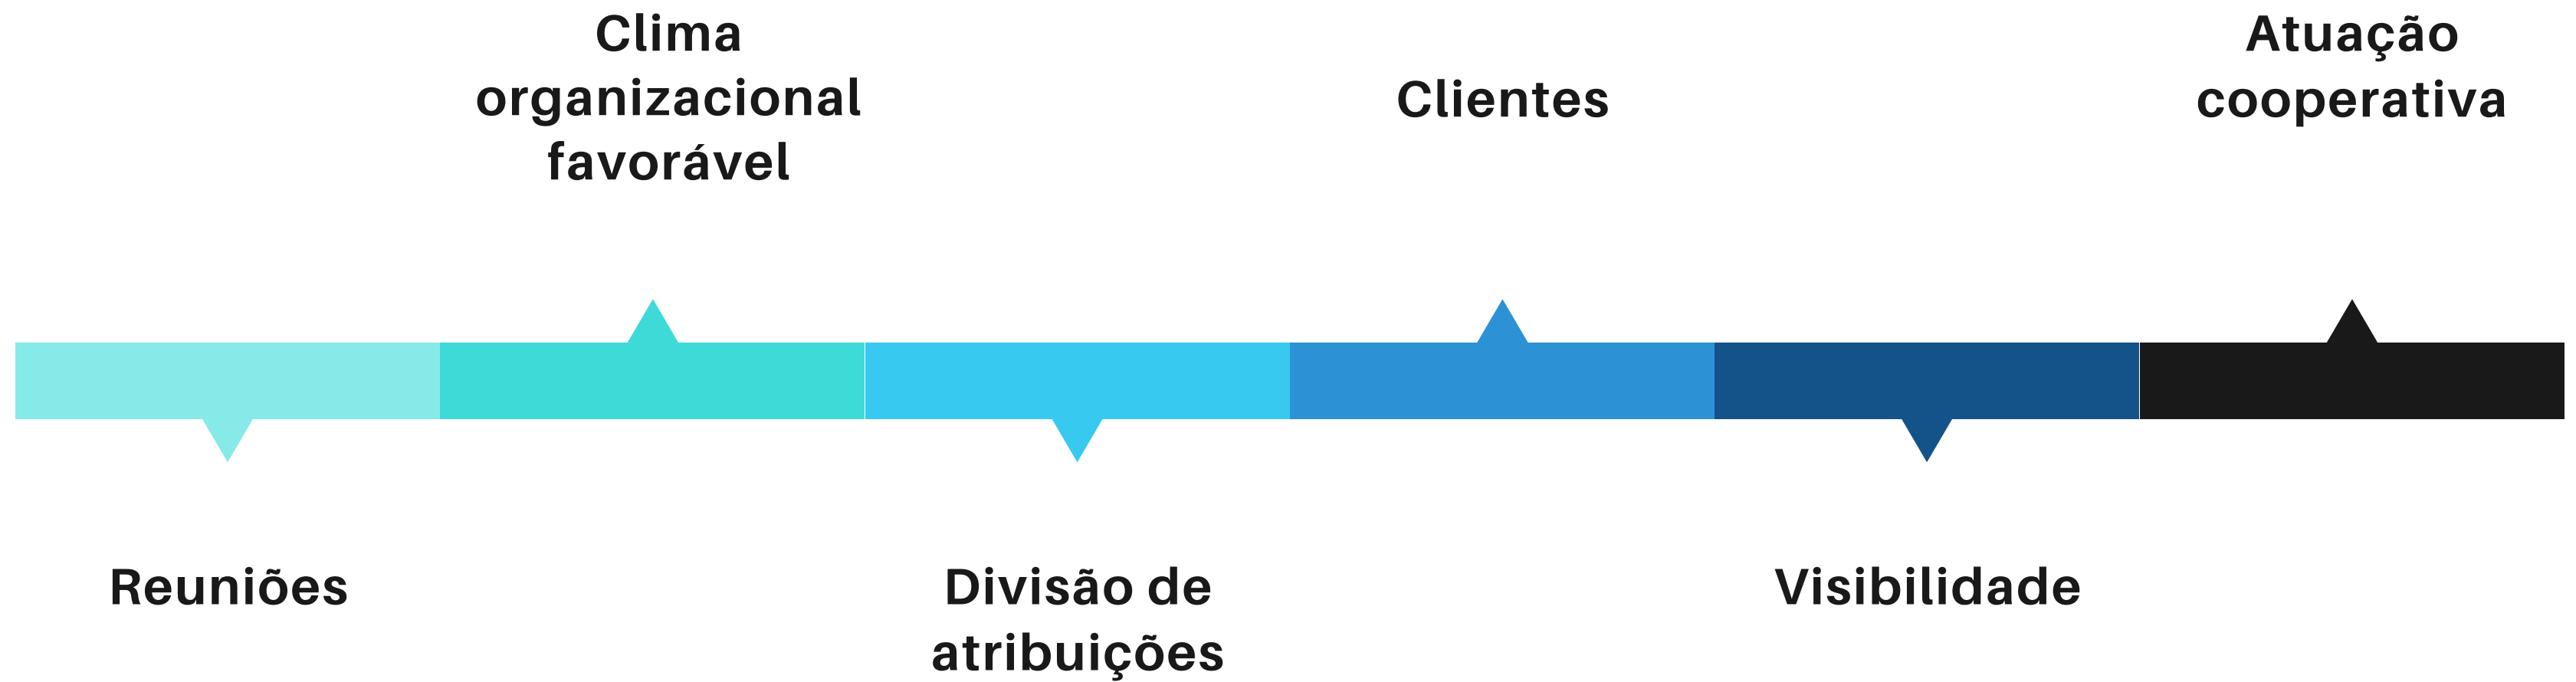 Clima
organizacional
favorável
Clientes
Atuação
cooperativa
Reuniões
Divisão de
atribuições
Visibilidade